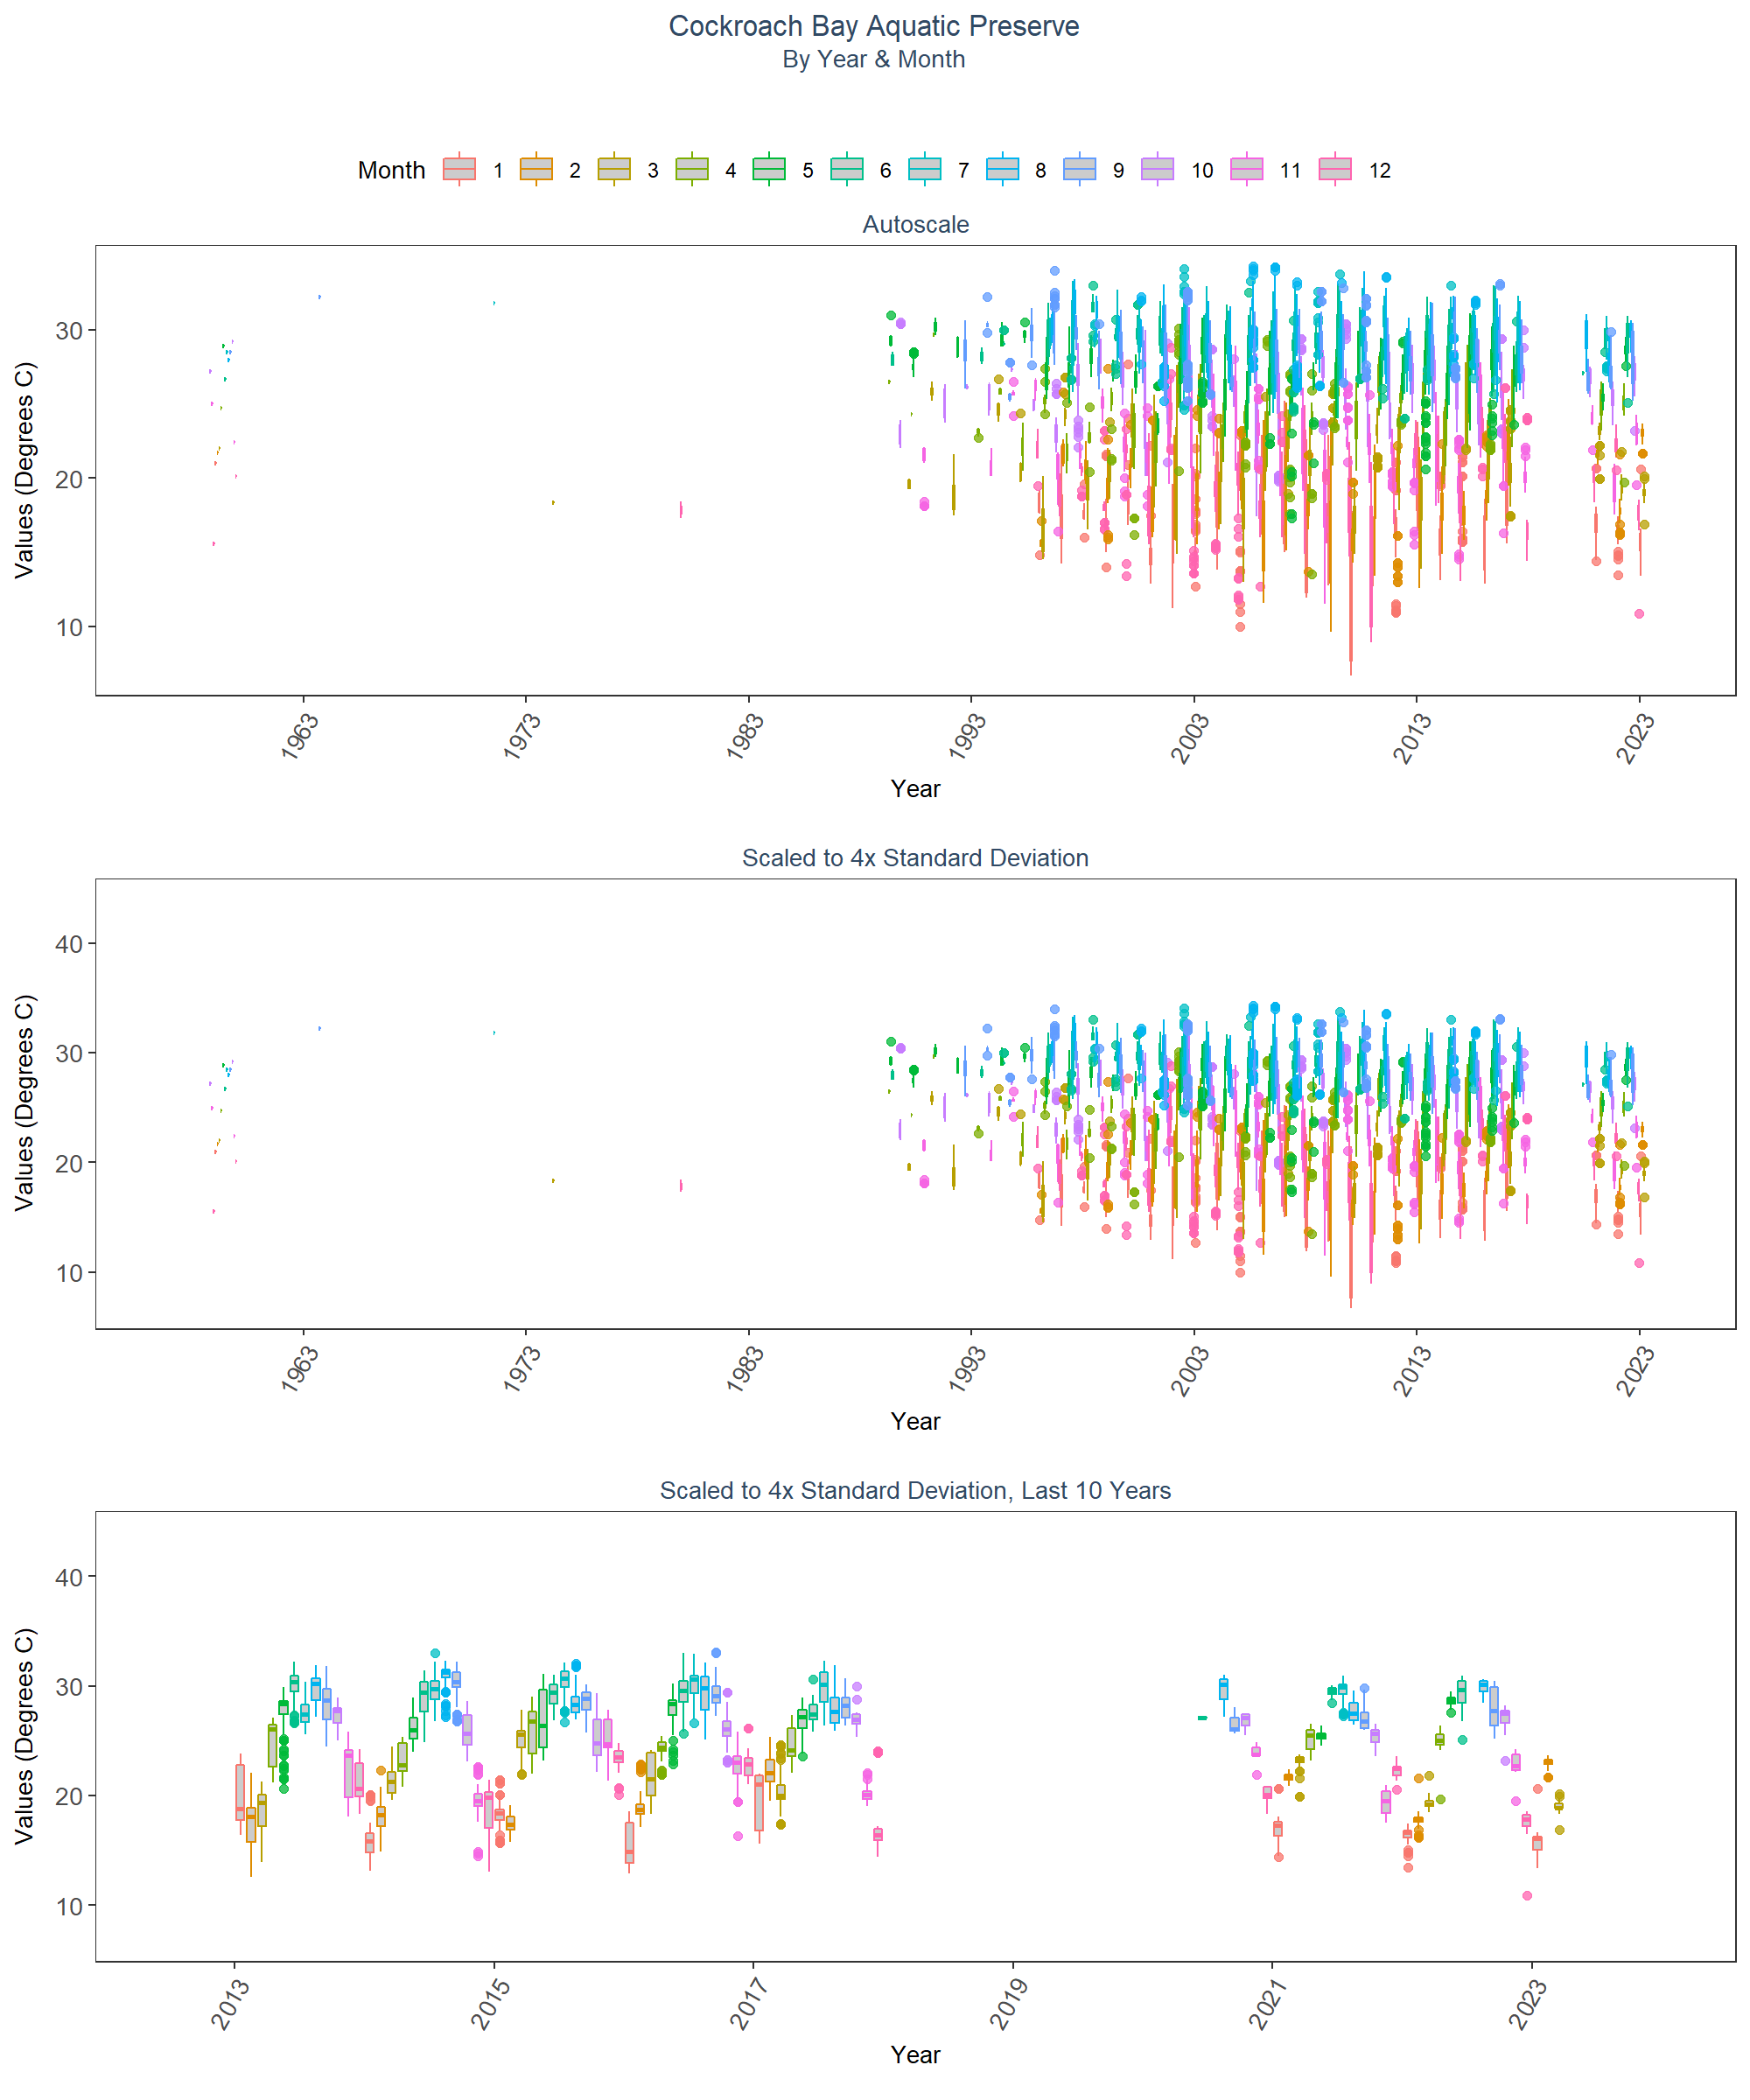 Cockroach Bay Aquatic Preserve
By Year & Month
Month 1 2 3 4 5 6 7 8 9 10 11 12
Autoscale
Values (Degrees C)
30
20
10
1963 1973 1983 1993 2003 2013 2023
Year
Scaled to 4x Standard Deviation
Values (Degrees C)
40
30
20
10
1963 1973 1983 1993 2003 2013 2023
Year
Scaled to 4x Standard Deviation, Last 10 Years
Values (Degrees C)
40
30
20
10
2013 2015 2017 2019 2021 2023
Year